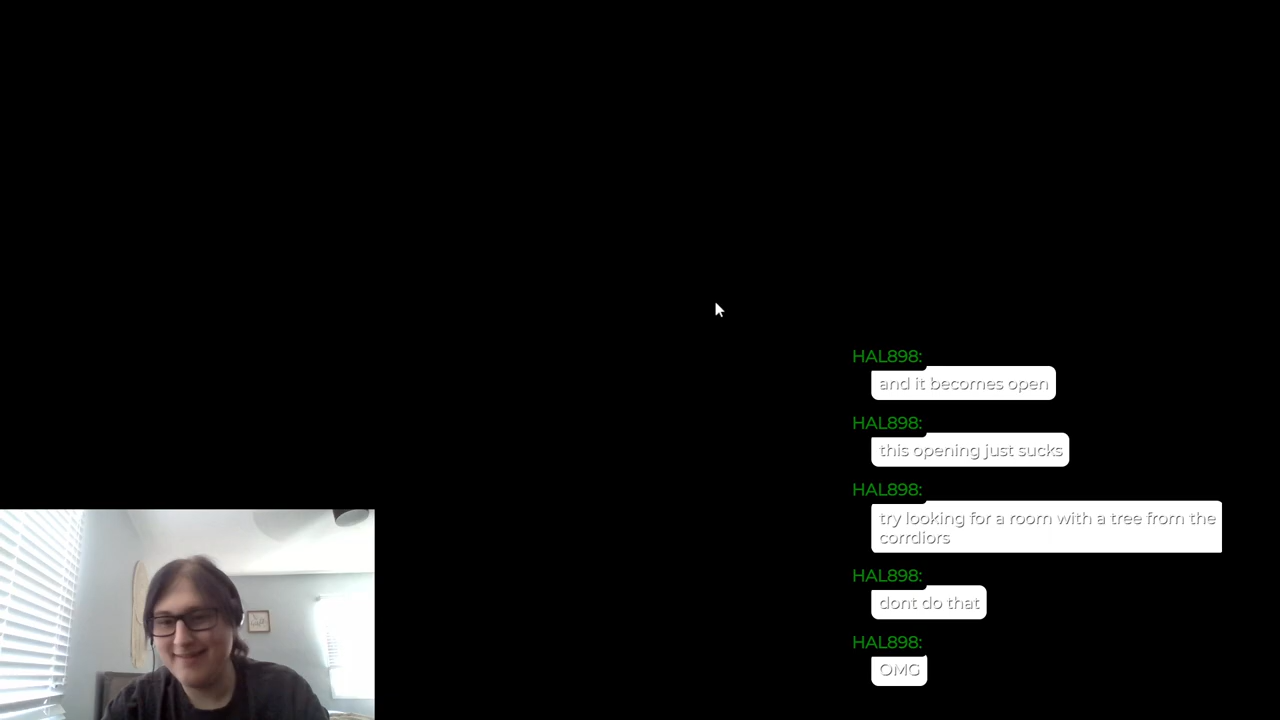 HAL898:
and it becomes open
HAL898:
this opening just sucks
HAL898:
try looking for a room with a tree from the
corrdiors
HAL898:
dont do that
HAL898:
OMG